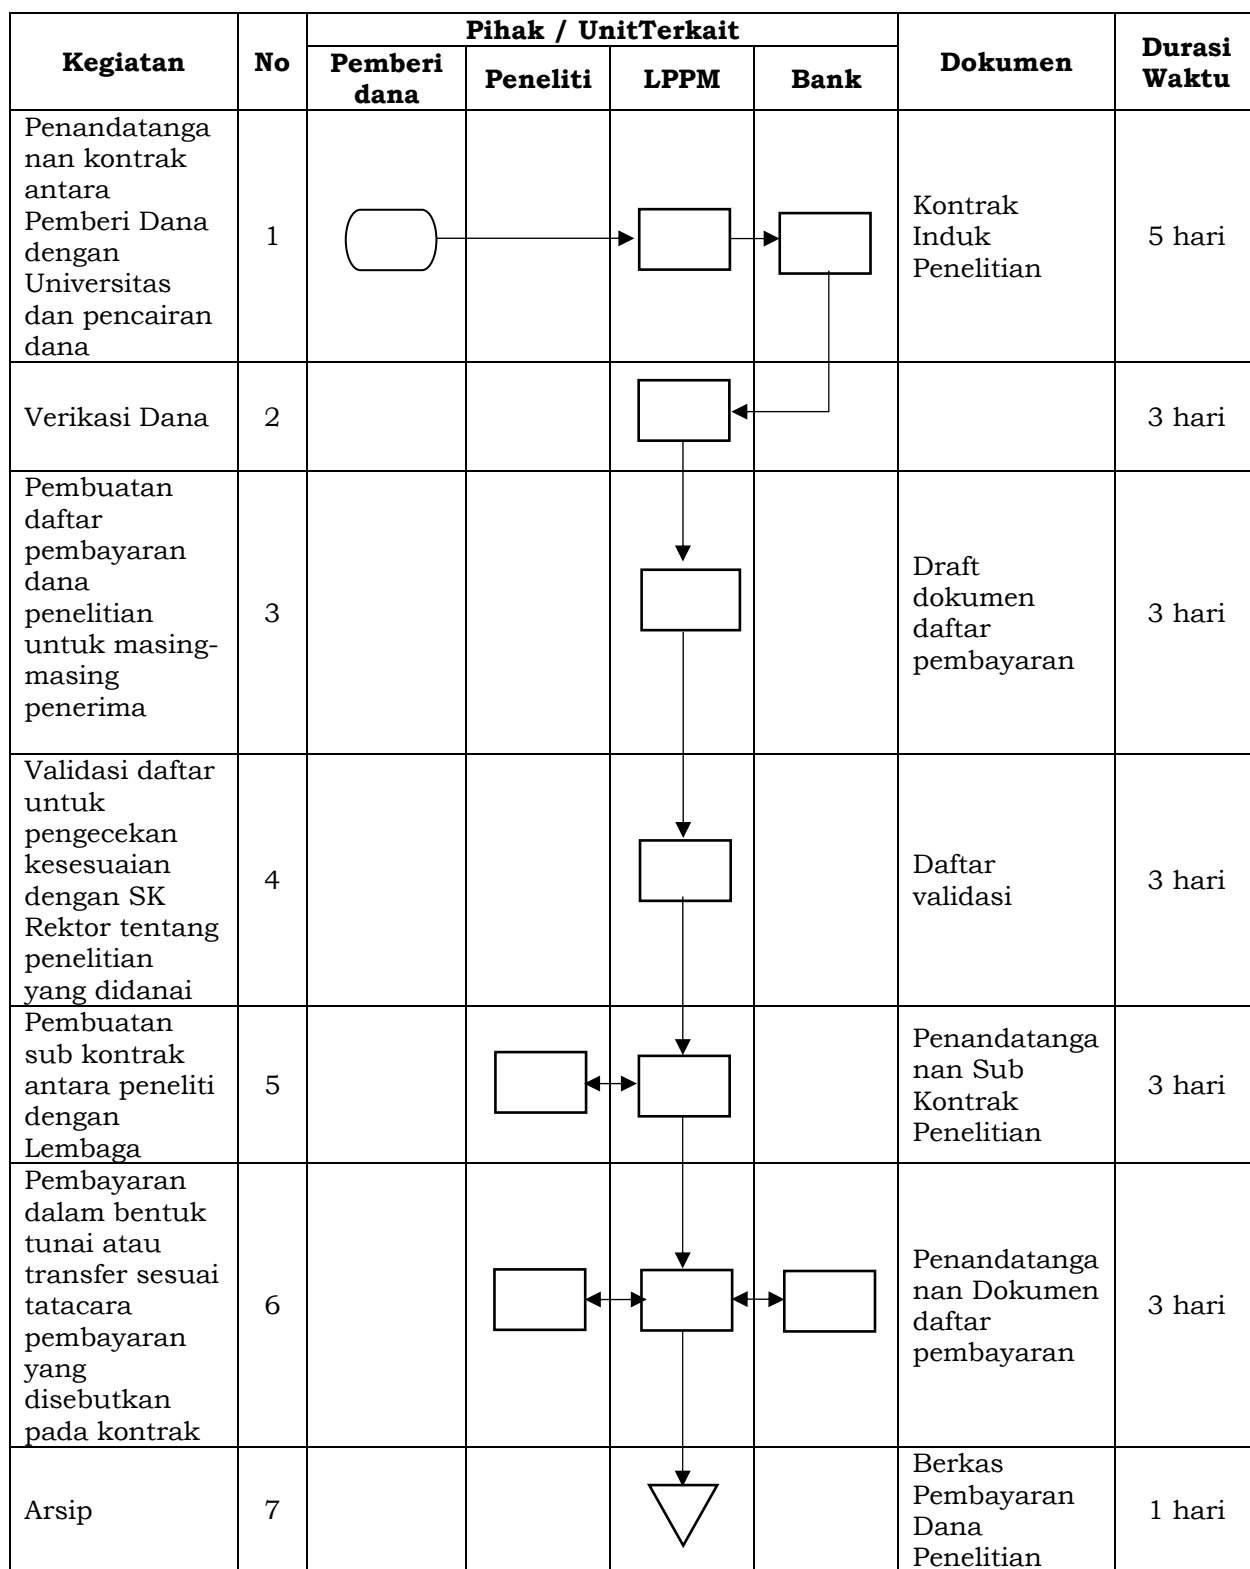 Kegiatan
No
Pihak / UnitTerkait
Dokumen
Durasi
Waktu
Pemberi
dana
Peneliti
LPPM
Bank
Penandatanga
nan kontrak
antara
Pemberi Dana
dengan
Universitas
dan pencairan
dana
1
Kontrak
Induk
Penelitian
5 hari
Verikasi Dana
2
3 hari
Pembuatan
daftar
pembayaran
dana
penelitian
untuk masing-
masing
penerima
3
Draft
dokumen
daftar
pembayaran
3 hari
Validasi daftar
untuk
pengecekan
kesesuaian
dengan SK
Rektor tentang
penelitian
yang didanai
4
Daftar
validasi
3 hari
Pembuatan
sub kontrak
antara peneliti
dengan
Lembaga
5
Penandatanga
nan Sub
Kontrak
Penelitian
3 hari
Pembayaran
dalam bentuk
tunai atau
transfer sesuai
tatacara
pembayaran
yang
disebutkan
pada kontrak
6
Penandatanga
nan Dokumen
daftar
pembayaran
3 hari
Arsip
7
Berkas
Pembayaran
Dana
Penelitian
1 hari